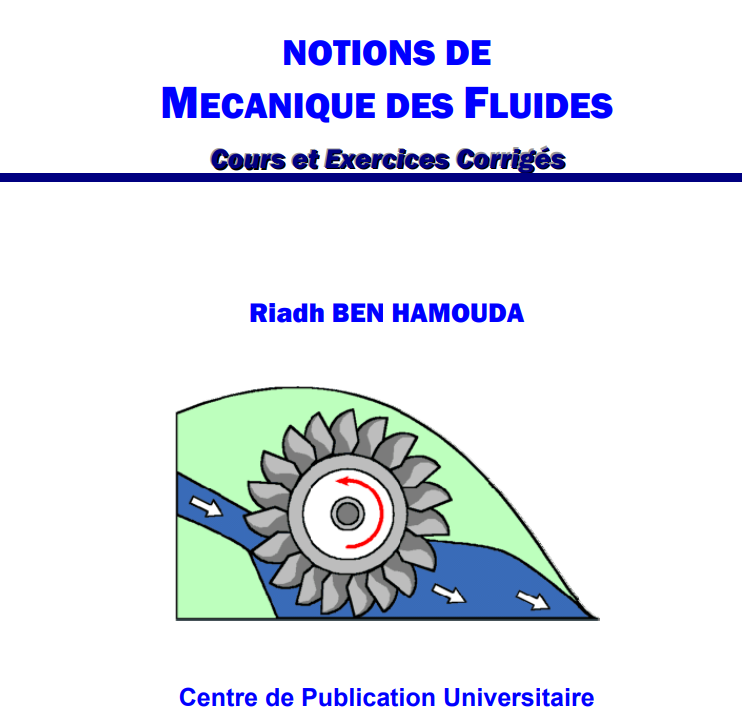 NOTIONS DE
MECANIQUE DES FLUIDES
Cours et Exercices Corrigés
Riadh BEN HAMOUDA
Centre de Publication Universitaire